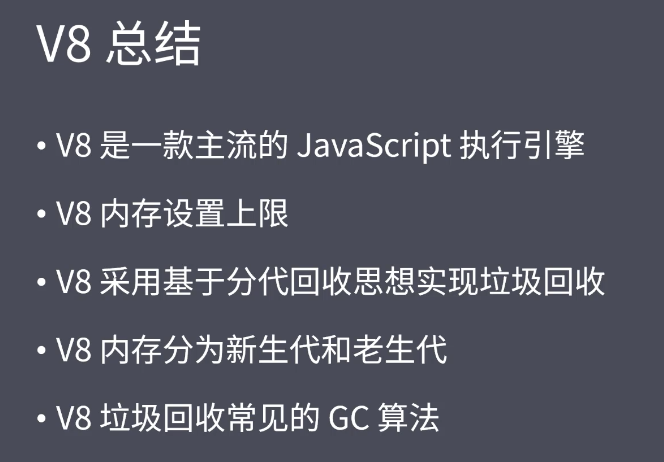 V8 总结
• V8 是一款主流的 JavaScript 执行引擎
• V8 内存设置上限
• V8 采用基于分代回收思想实现垃圾回收
• V8 内存分为新生代和老生代
• V8 垃圾回收常见的 GC 算法